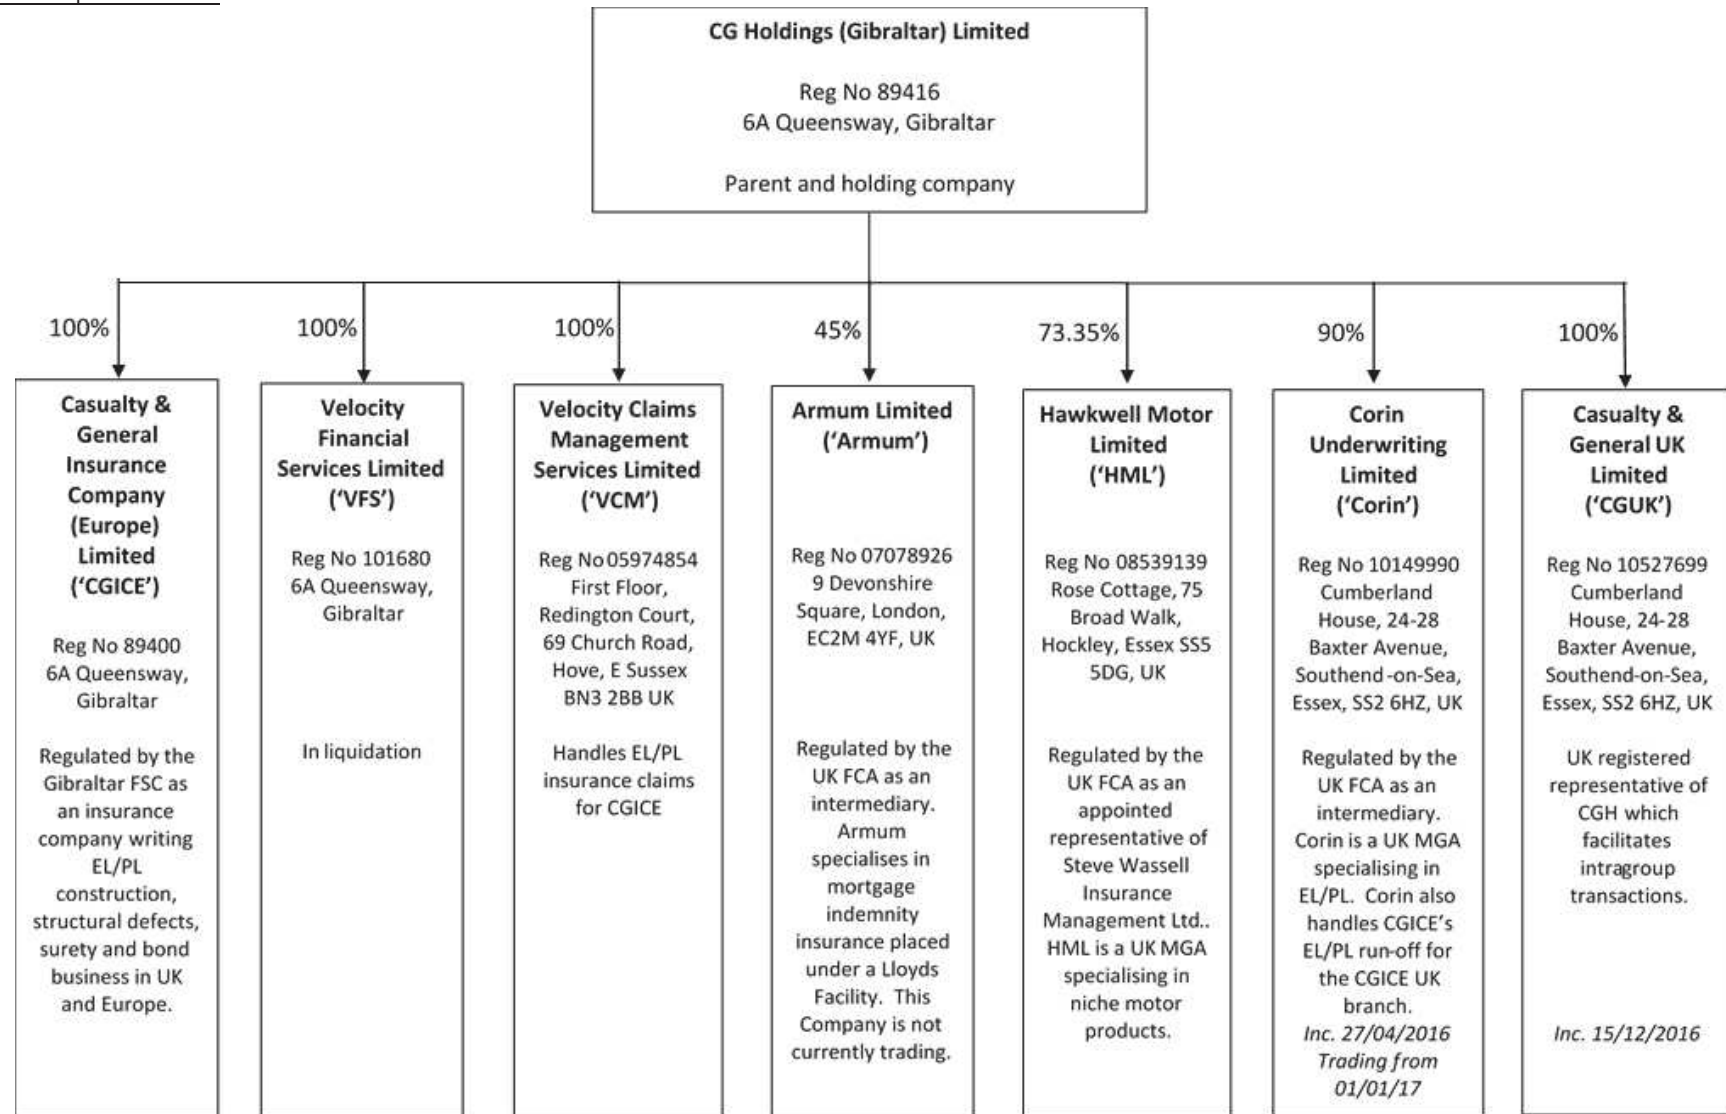 CG Holdings (Gibraltar) Limited
Reg No 89416
6A Queensway, Gibraltar
Parent and holding company
100%
100%
100%
45%
73.35%
90%
100%
Casualty &
General
Insurance
Company
(Europe)
Limited
(‘CGICE’)
Reg No 89400
6A Queensway,
Gibraltar
Regulated by the
Gibraltar FSC as
an insurance
company writing
EL/PL
construction,
structural defects,
surety and bond
business in UK
and Europe.
Velocity
Financial
Services Limited
(‘VFS’)
Reg No 101680
6A Queensway,
Gibraltar
In liquidation
Velocity Claims
Management
Services Limited
(‘VCM’)
Reg No 05974854
First Floor,
Redington Court,
69 Church Road,
Hove, E Sussex
BN3 2BB UK
Handles EL/PL
insurance claims
for CGICE
Armum Limited
(‘Armum’)
Reg No 07078926
9 Devonshire
Square, London,
EC2M 4YF, UK
Regulated by the
UK FCA as an
intermediary.
Armum
specialises in
mortgage
indemnity
insurance placed
under a Lloyds
Facility. This
Company is not
currently trading.
Hawkwell Motor
Limited
(‘HML’)
Reg No 08539139
Rose Cottage, 75
Broad Walk,
Hockley, Essex SS5
5DG, UK
Regulated by the
UK FCA as an
appointed
representative of
Steve Wassell
Insurance
Management Ltd..
HML is a UK MGA
specialising in
niche motor
products.
Corin
Underwriting
Limited
(‘Corin’)
Reg No 10149990
Cumberland
House, 24-28
Baxter Avenue,
Southend-on-Sea,
Essex, SS2 6HZ, UK
Regulated by the
UK FCA as an
intermediary.
Corin is a UK MGA
specialising in
EL/PL. Corin also
handles CGICE’s
EL/PL run-off for
the CGICE UK
branch.
Inc. 27/04/2016
Trading from
01/01/17
Casualty &
General UK
Limited
(‘CGUK’)
Reg No 10527699
Cumberland
House, 24-28
Baxter Avenue,
Southend-on-Sea,
Essex, SS2 6HZ, UK
UK registered
representative of
CGH which
facilitates
intragroup
transactions.
Inc. 15/12/2016